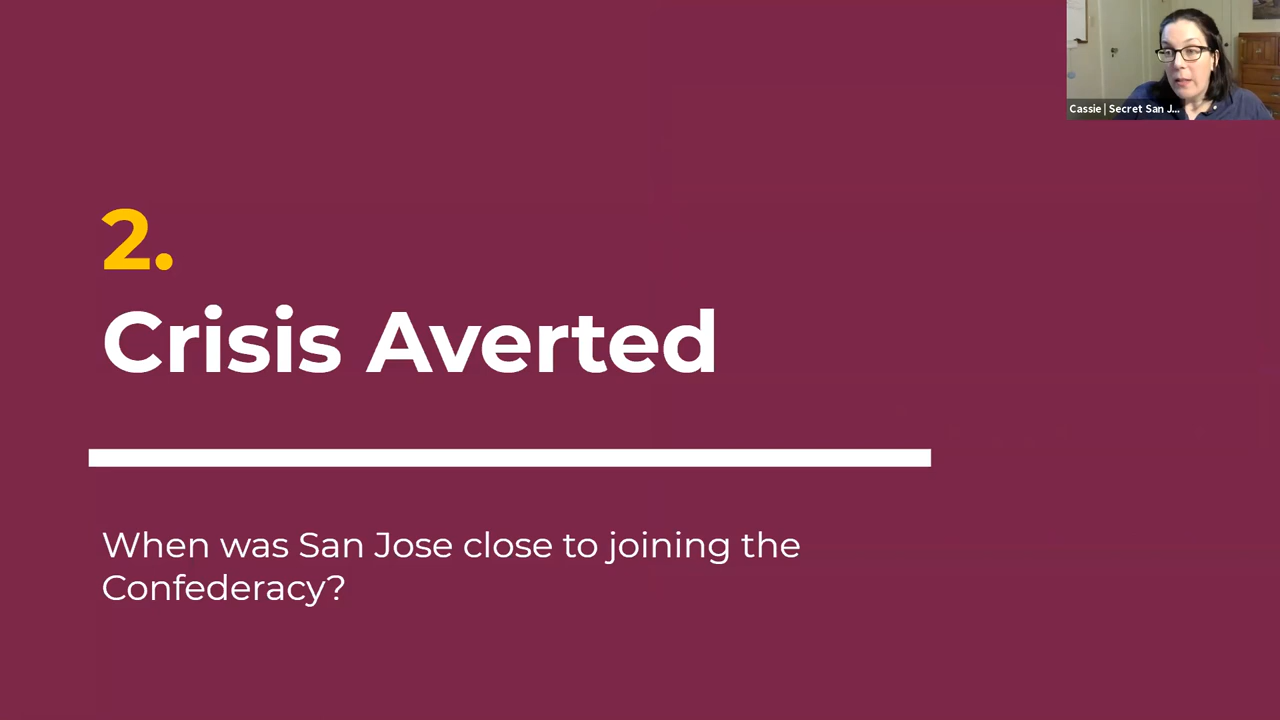 Cassie | Secret San J...
2.
Crisis Averted
When was San Jose close to joining the
Confederacy?